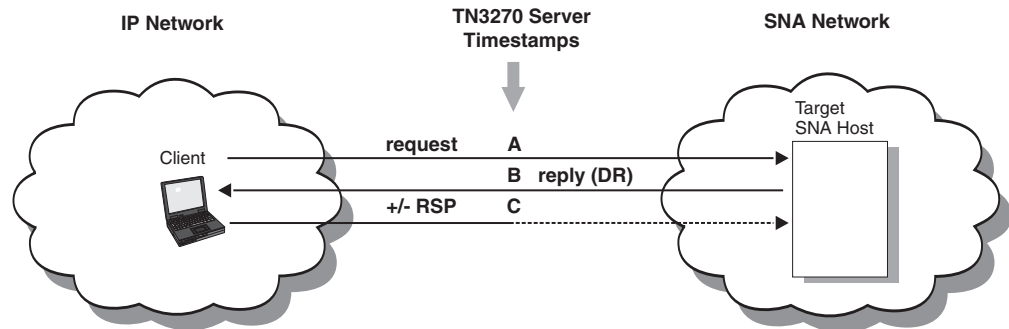 IP Network
TN3270 Server
Timestamps
SNA Network
Target
SNA Host
Client
request A
B reply (DR)
+/- RSP C